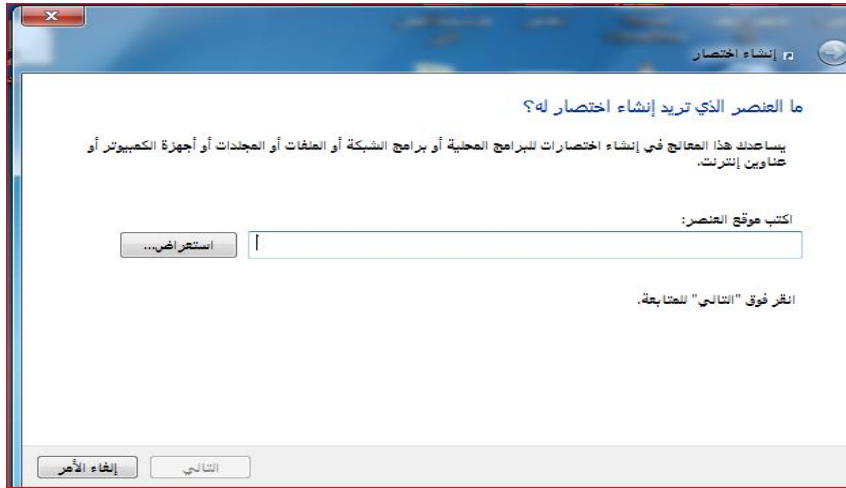 إنشاء اختصار
ما العنصر الذي تريد إنشاء اختصار له؟
يساعدك هذا المعالج في إنشاء اختصارات للبرامج المحلية أو برامج الشبكة أو الملفات أو المجلدات أو أجهزة الكمبيوتر أو
عناوين إنترنت.
اكتب موقع العنصر:
استعراض...
انقر فوق "التالي" للمتابعة.
التالي
إلغاء الأمر